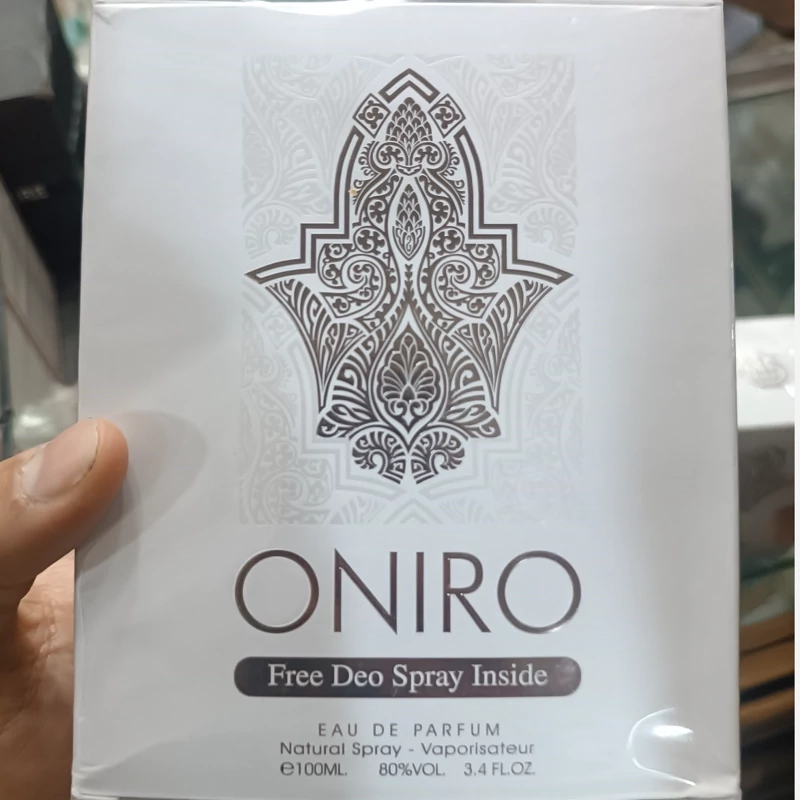 ONIRO
Free Deo Spray Inside
EAU DE PARFUM
Natural Spray - Vaporisateur
℮100ML. 80%VOL. 3.4 FL.OZ.